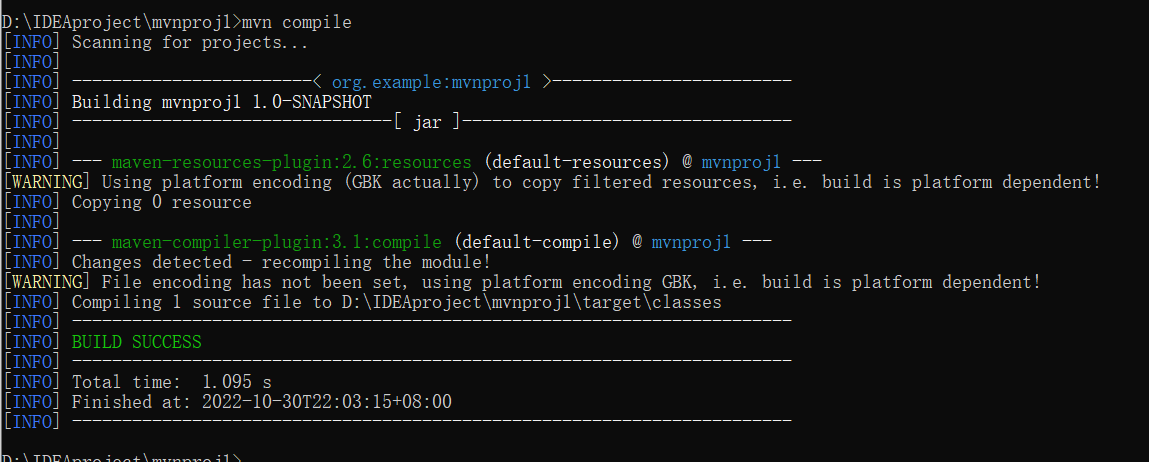 D:\IDEAproject\mvnproj1>mvn compile
[INFO] Scanning for projects...
[INFO]
[INFO] ------------------------< org.example:mvnproj1 >------------------------
[INFO] Building mvnproj1 1.0-SNAPSHOT
[INFO] --------------------------------[ jar ]---------------------------------
[INFO]
[INFO] --- maven-resources-plugin:2.6:resources (default-resources) @ mvnproj1 ---
[WARNING] Using platform encoding (GBK actually) to copy filtered resources, i.e. build is platform dependent!
[INFO] Copying 0 resource
[INFO]
[INFO] --- maven-compiler-plugin:3.1:compile (default-compile) @ mvnproj1 ---
[INFO] Changes detected - recompiling the module!
[WARNING] File encoding has not been set, using platform encoding GBK, i.e. build is platform dependent!
[INFO] Compiling 1 source file to D:\IDEAproject\mvnproj1\target\classes
[INFO] ------------------------------------------------------------------------
[INFO] BUILD SUCCESS
[INFO] ------------------------------------------------------------------------
[INFO] Total time:  1.095 s
[INFO] Finished at: 2022-10-30T22:03:15+08:00
[INFO] ------------------------------------------------------------------------
D:\IDEAproject\mvnproj1>